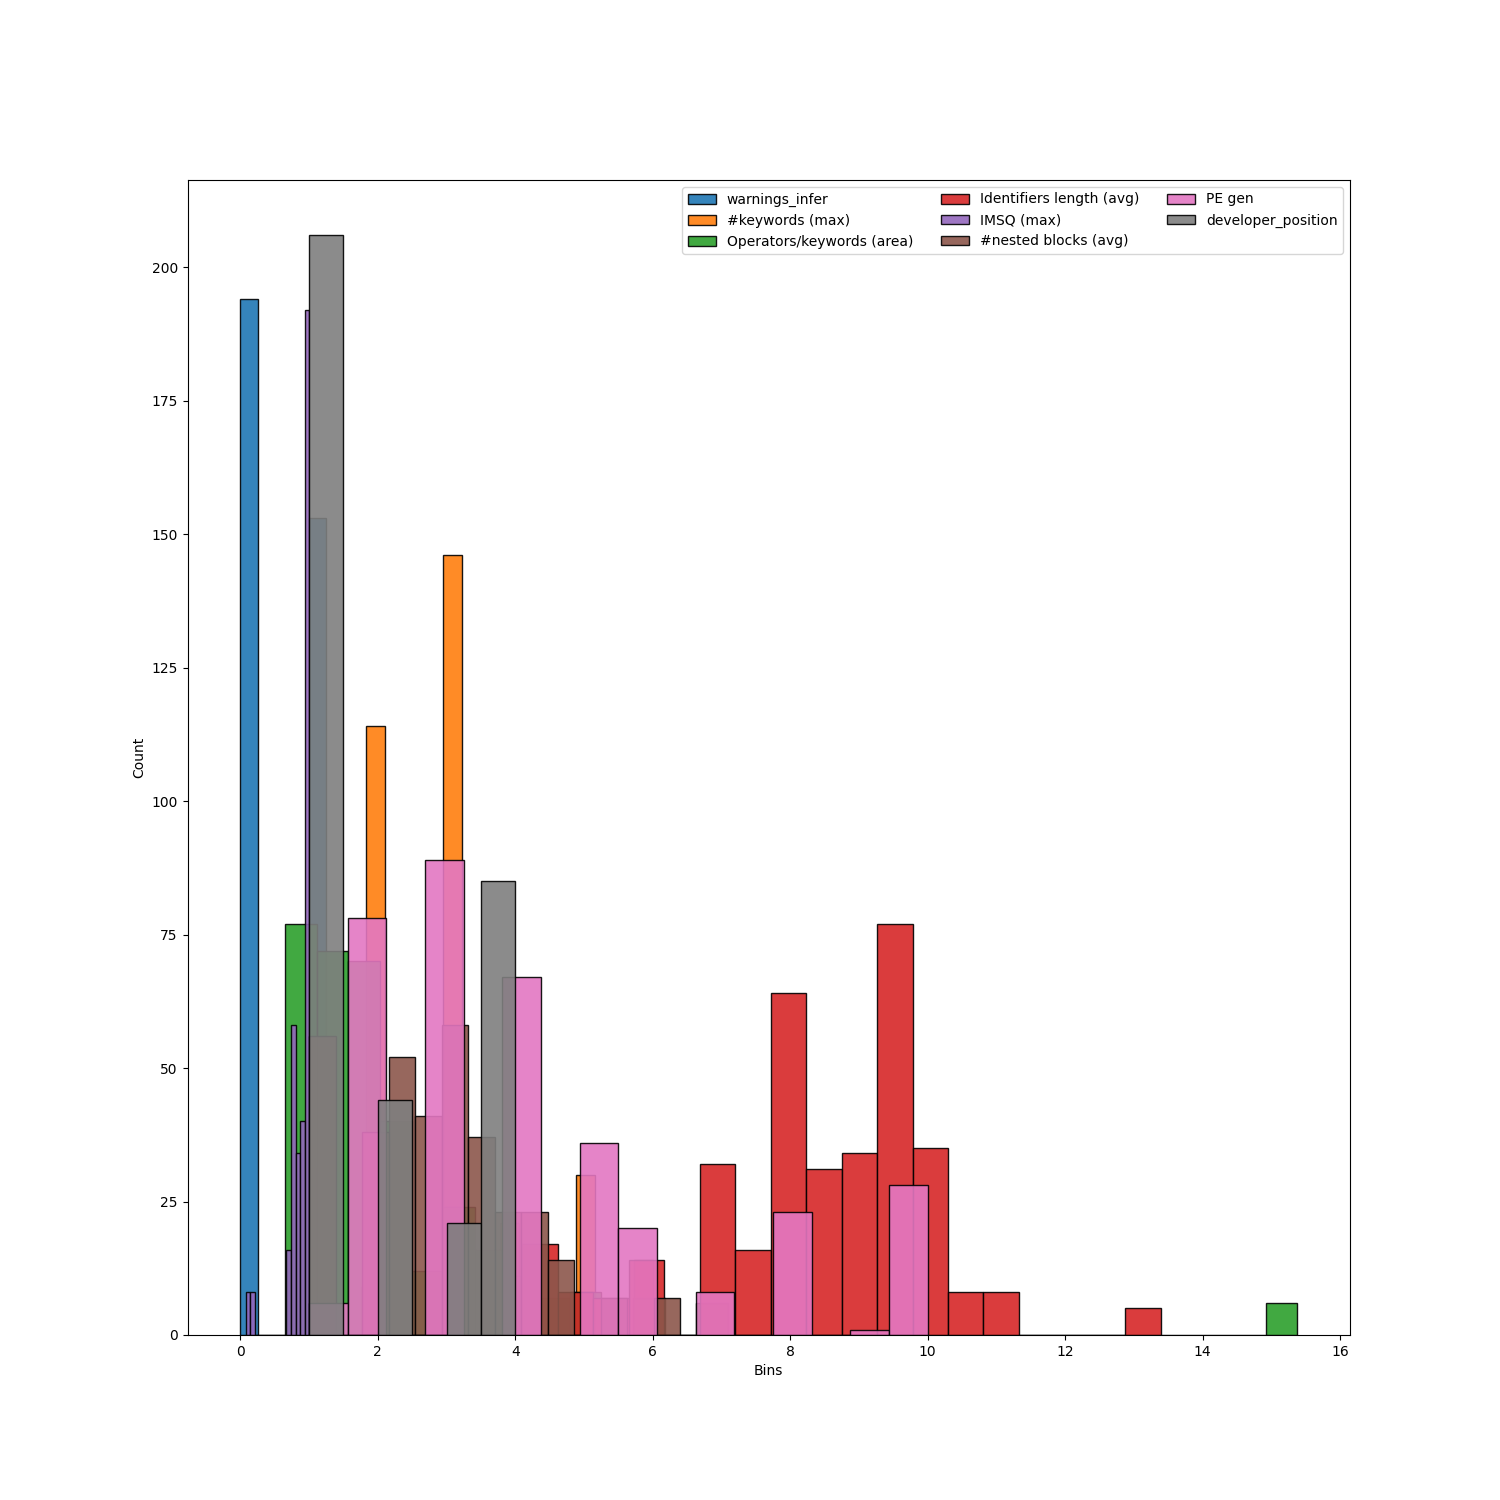 warnings_infer
#keywords (max)
Operators/keywords (area)
Identifiers length (avg)
IMSQ (max)
#nested blocks (avg)
PE gen
developer_position
200
175
150
125
100
75
50
25
0
Count
0 2 4 6 8 10 12 14 16
Bins